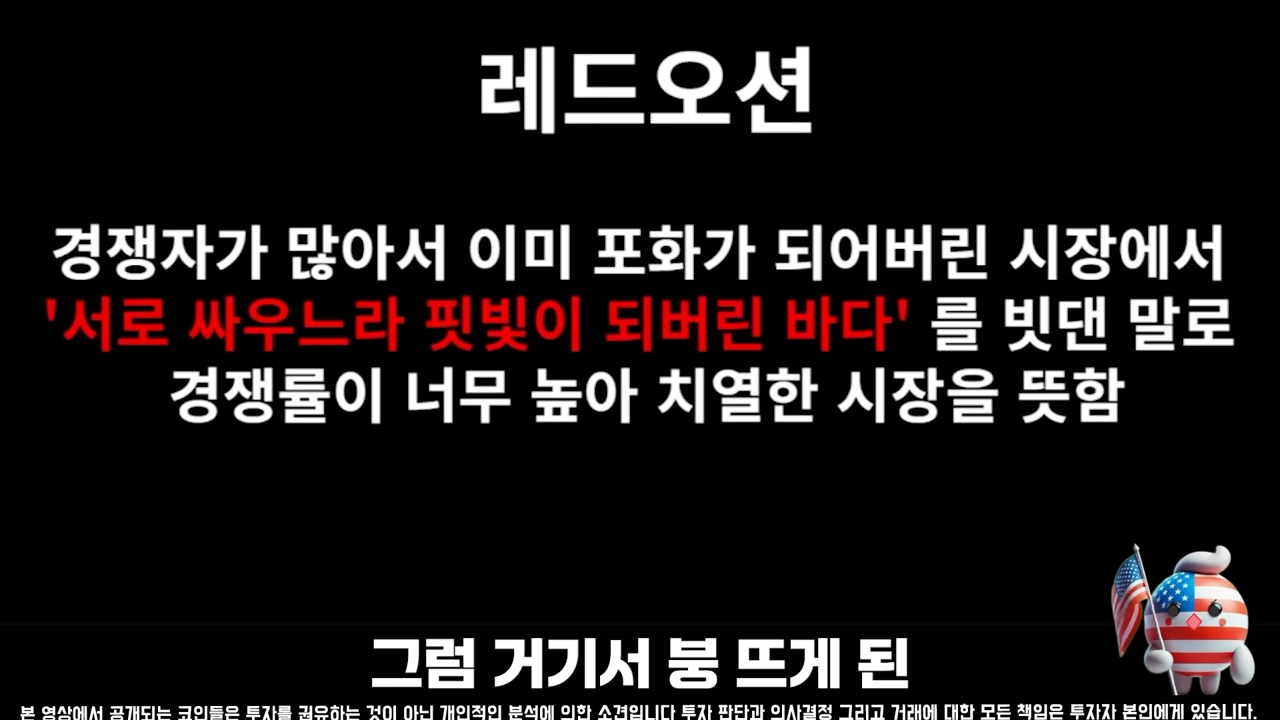 레드오션
경쟁자가 많아서 이미 포화가 되어버린 시장에서
'서로 싸우느라 핏빛이 되버린 바다' 를 빗댄 말로
경쟁률이 너무 높아 치열한 시장을 뜻함
그럼 거기서 붕 뜨게 된
본 영상에서 공개되는 코인들은 투자를 권유하는 것이 아닌 개인적인 분석에 의한 소견입니다 투자 판단과 의사결정 그리고 거래에 대한 모든 책임은 투자자 본인에게 있습니다.